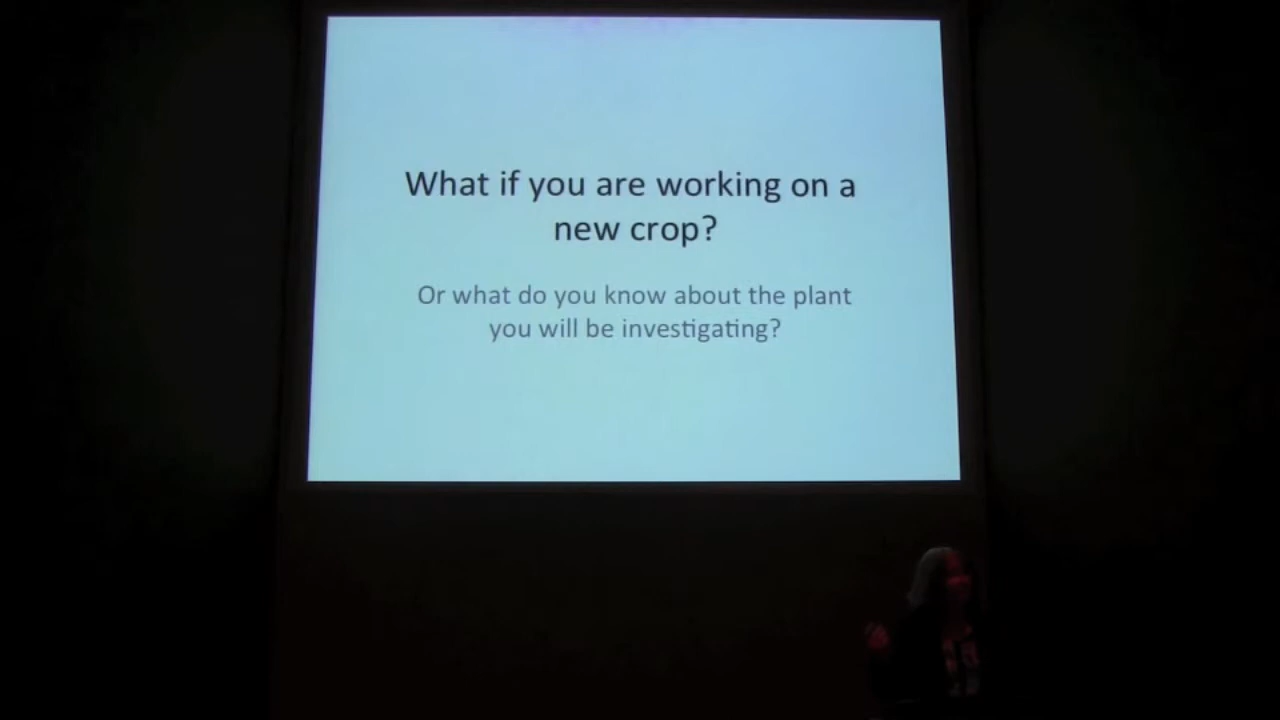 What if you are working on a
new crop?
Or what do you know about the plant
you will be investigating?